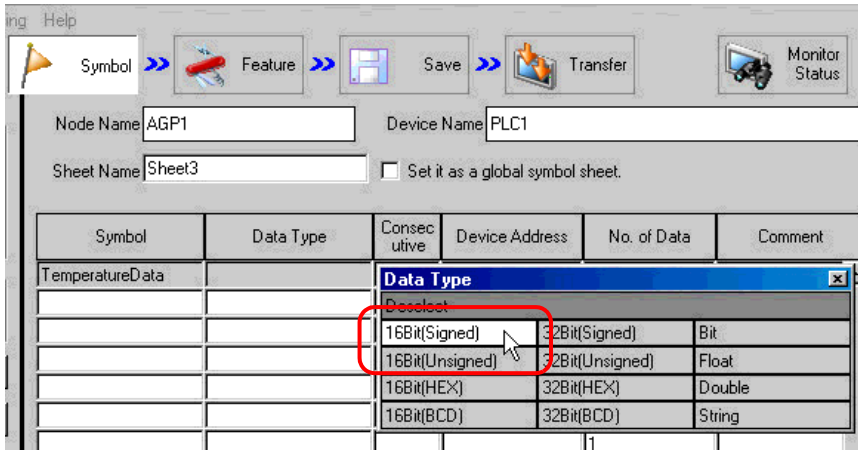 ing Help
Symbol » Feature » Save » Transfer Monitor Status
Node Name AGP1 Device Name PLC1
Sheet Name Sheet3 Set it as a global symbol sheet.
Symbol Data Type Consec utive Device Address No. of Data Comment
TemperatureData
Data Type
Deselect
16Bit(Signed) 32Bit(Signed) Bit
16Bit(Unsigned) 32Bit(Unsigned) Float
16Bit(HEX) 32Bit(HEX) Double
16Bit(BCD) 32Bit(BCD) String
1